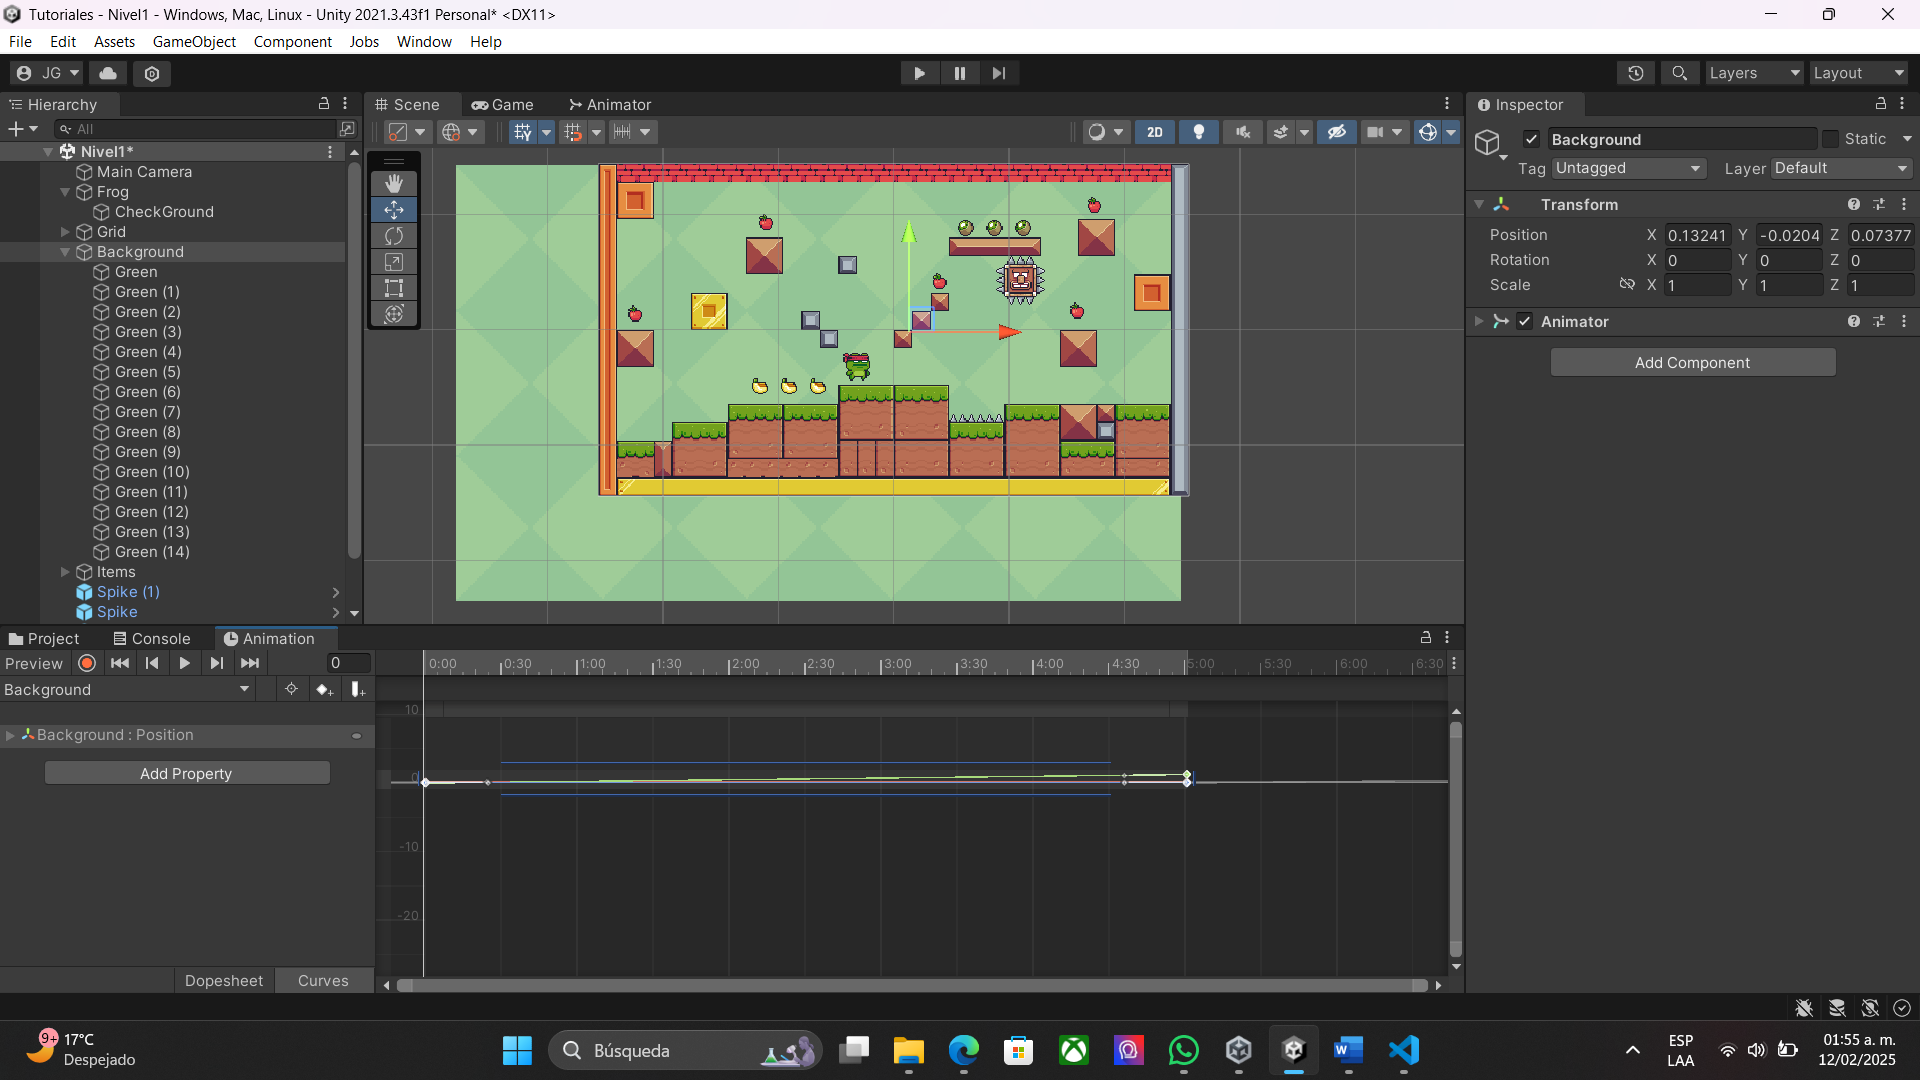 Tutoriales - Nivel1 - Windows, Mac, Linux - Unity 2021.3.43f1 Personal* <DX11>
File Edit Assets GameObject Component Jobs Window Help
JG Layers Layout
Hierarchy
All
Nivel1*
Main Camera
Frog
CheckGround
Grid
Background
Green
Green (1)
Green (2)
Green (3)
Green (4)
Green (5)
Green (6)
Green (7)
Green (8)
Green (9)
Green (10)
Green (11)
Green (12)
Green (13)
Green (14)
Items
Spike (1)
Spike
Scene Game Animator
2D
Inspector
Background Static
Tag Untagged Layer Default
Transform
Position X 0.13241 Y -0.0204 Z 0.07377
Rotation X 0 Y 0 Z 0
Scale X 1 Y 1 Z 1
Animator
Add Component
Project Console Animation
Preview 0
Background
Background : Position
Add Property
Dopesheet Curves
0:00 0:30 1:00 1:30 2:00 2:30 3:00 3:30 4:00 4:30 5:00 5:30 6:00 6:30
10
0
-10
-20
9+ 17°C
Despejado
Búsqueda
ESP
LAA
01:55 a. m.
12/02/2025